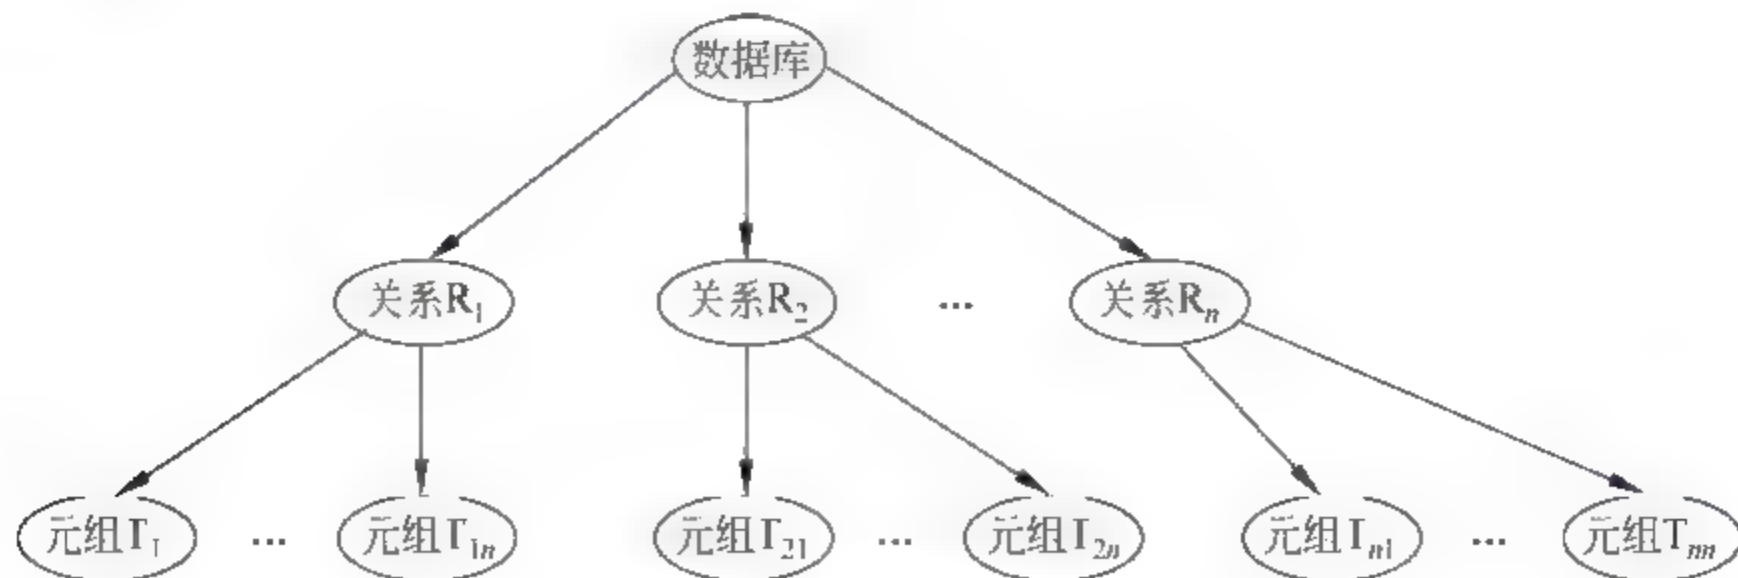 数据库
关系R₁ 关系R₂ ... 关系Rₙ
元组T₁ ... 元组T₁ₙ 元组T₂₁ ... 元组T₂ₙ 元组Tₙ₁ ... 元组Tₙₙ